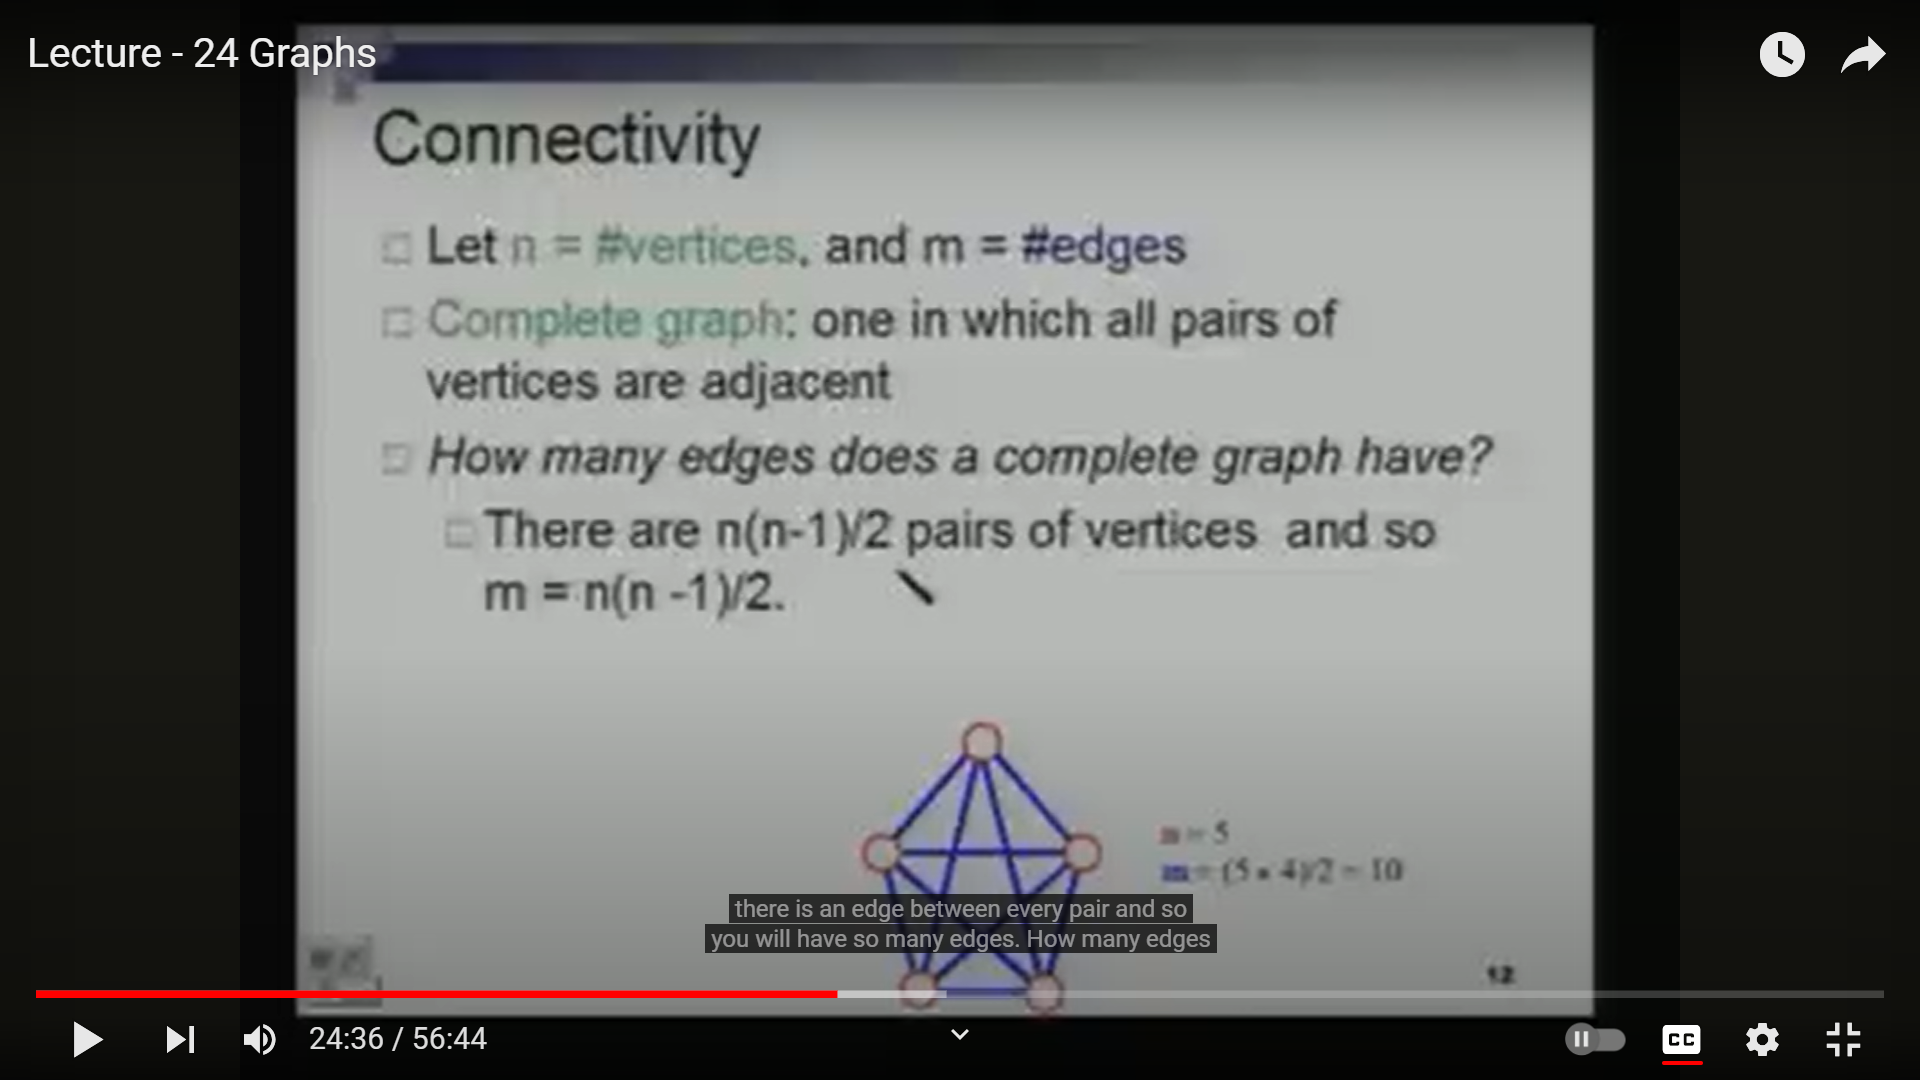 Lecture - 24 Graphs
Connectivity
Let n = #vertices, and m = #edges
Complete graph: one in which all pairs of
vertices are adjacent
How many edges does a complete graph have?
There are n(n-1)/2 pairs of vertices and so
m = n(n -1)/2.
n = 5
m = (5 * 4)/2 = 10
there is an edge between every pair and so
you will have so many edges. How many edges
12
24:36 / 56:44
CC